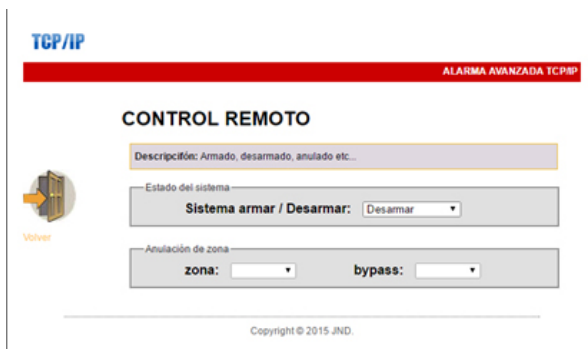 TCP/IP
ALARMA AVANZADA TCP/IP
CONTROL REMOTO
Descripcifón: Armado, desarmado, anulado etc...
Estado del sistema
Sistema armar / Desarmar: Desarmar
Volver
Anulación de zona
zona: bypass:
Copyright © 2015 JND.